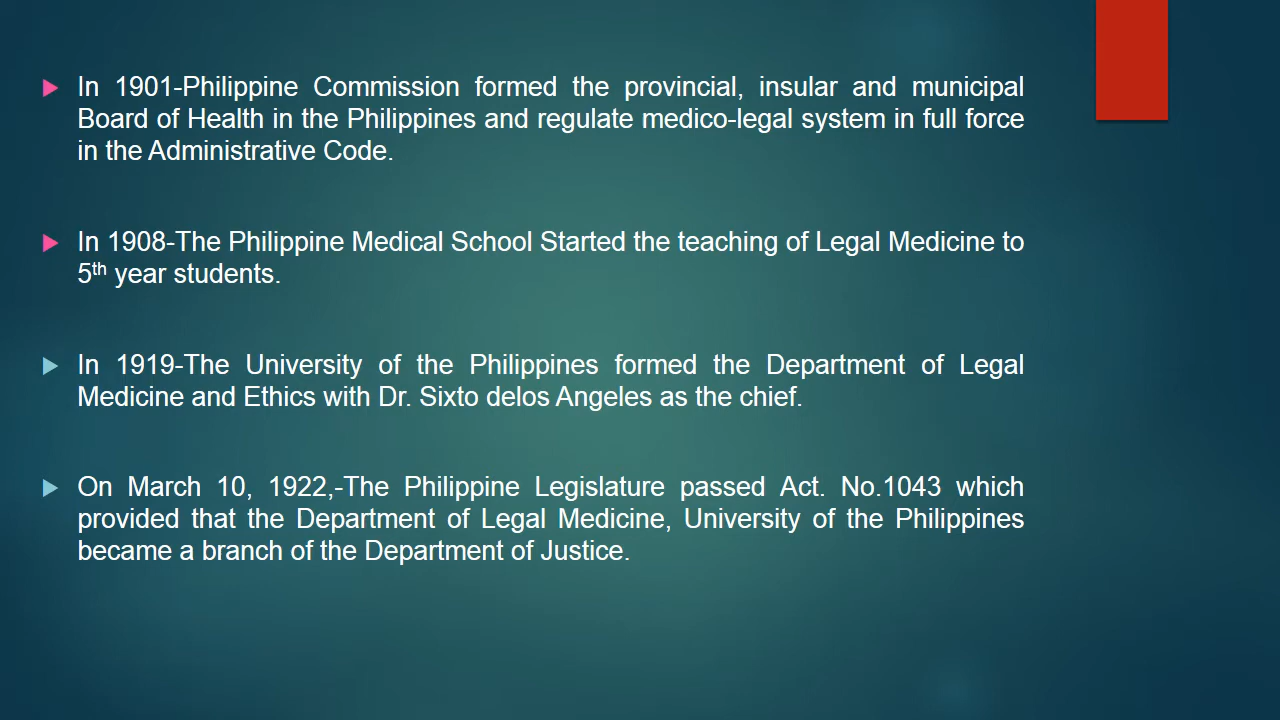 In 1901-Philippine Commission formed the provincial, insular and municipal
Board of Health in the Philippines and regulate medico-legal system in full force
in the Administrative Code.
In 1908-The Philippine Medical School Started the teaching of Legal Medicine to
5th year students.
In 1919-The University of the Philippines formed the Department of Legal
Medicine and Ethics with Dr. Sixto delos Angeles as the chief.
On March 10, 1922,-The Philippine Legislature passed Act. No.1043 which
provided that the Department of Legal Medicine, University of the Philippines
became a branch of the Department of Justice.